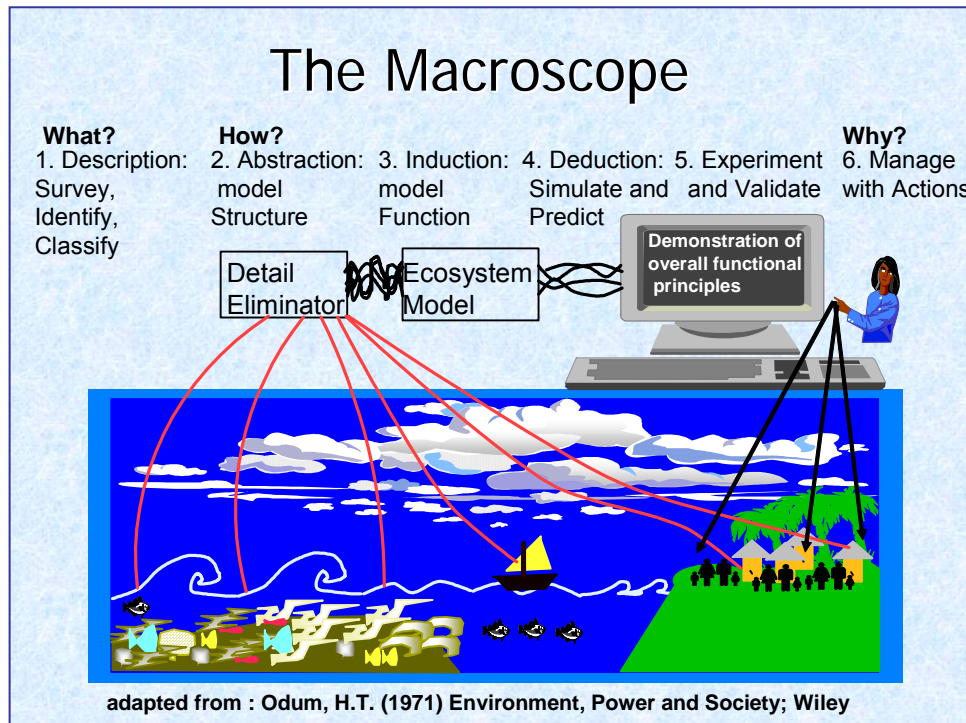 The Macroscope
What?
1. Description:
Survey,
Identify,
Classify
How?
2. Abstraction:
model
Structure
3. Induction:
model
Function
4. Deduction:
Simulate and
Predict
5. Experiment
and Validate
Why?
6. Manage
with Actions
Detail
Eliminator
Ecosystem
Model
Demonstration of
overall functional
principles
adapted from : Odum, H.T. (1971) Environment, Power and Society; Wiley